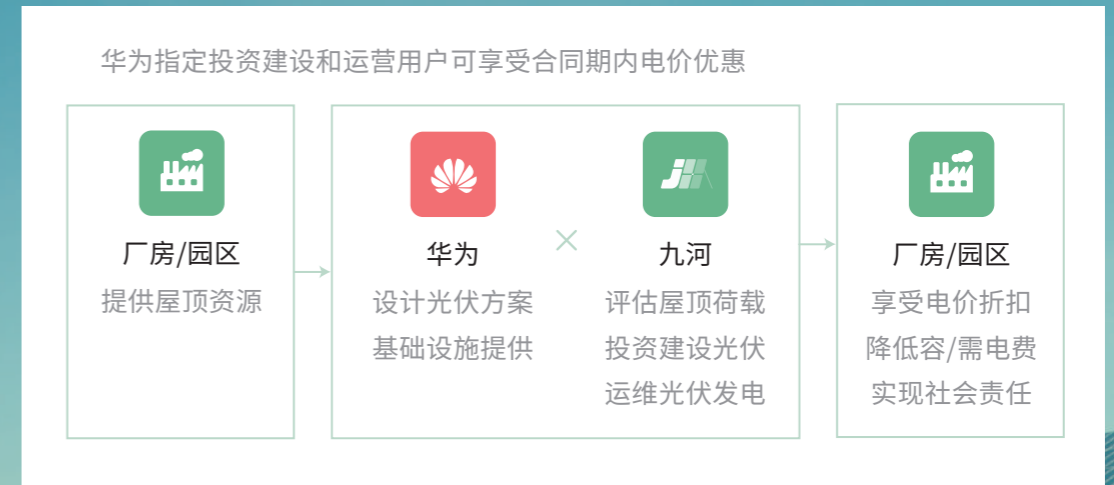 华为指定投资建设和运营用户可享受合同期内电价优惠
厂房/园区
提供屋顶资源
华为
设计光伏方案
基础设施提供
×
九河
评估屋顶荷载
投资建设光伏
运维光伏发电
厂房/园区
享受电价折扣
降低容/需电费
实现社会责任